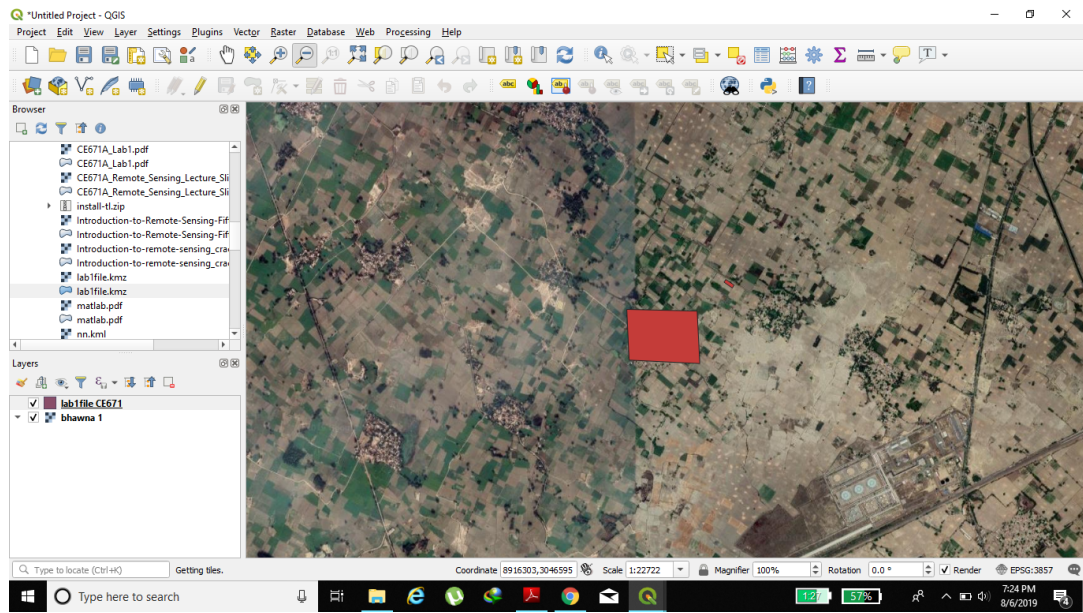 *Untitled Project - QGIS
Project Edit View Layer Settings Plugins Vector Raster Database Web Processing Help
Browser
CE671A_Lab1.pdf
CE671A_Lab1.pdf
CE671A_Remote_Sensing_Lecture_Sli
CE671A_Remote_Sensing_Lecture_Sli
install-tl.zip
Introduction-to-Remote-Sensing-Fif
Introduction-to-Remote-Sensing-Fif
Introduction-to-remote-sensing_cra
Introduction-to-remote-sensing_cra
lab1file.kmz
lab1file.kmz
matlab.pdf
matlab.pdf
nn.kml
Layers
lab1file CE671
bhawna 1
Type to locate (Ctrl+K) Getting tiles. Coordinate 8916303,3046595 Scale 1:22722 Magnifier 100% Rotation 0.0 ° Render EPSG:3857
Type here to search 1:27 57% 7:24 PM
8/6/2019 4